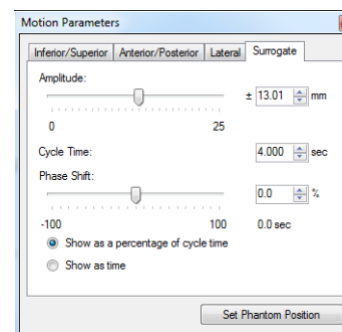 Motion Parameters
Inferior/Superior Anterior/Posterior Lateral Surrogate
Amplitude:
± 13.01 mm
0 25
Cycle Time: 4.000 sec
Phase Shift:
0.0 %
-100 100 0.0 sec
Show as a percentage of cycle time
Show as time
Set Phantom Position